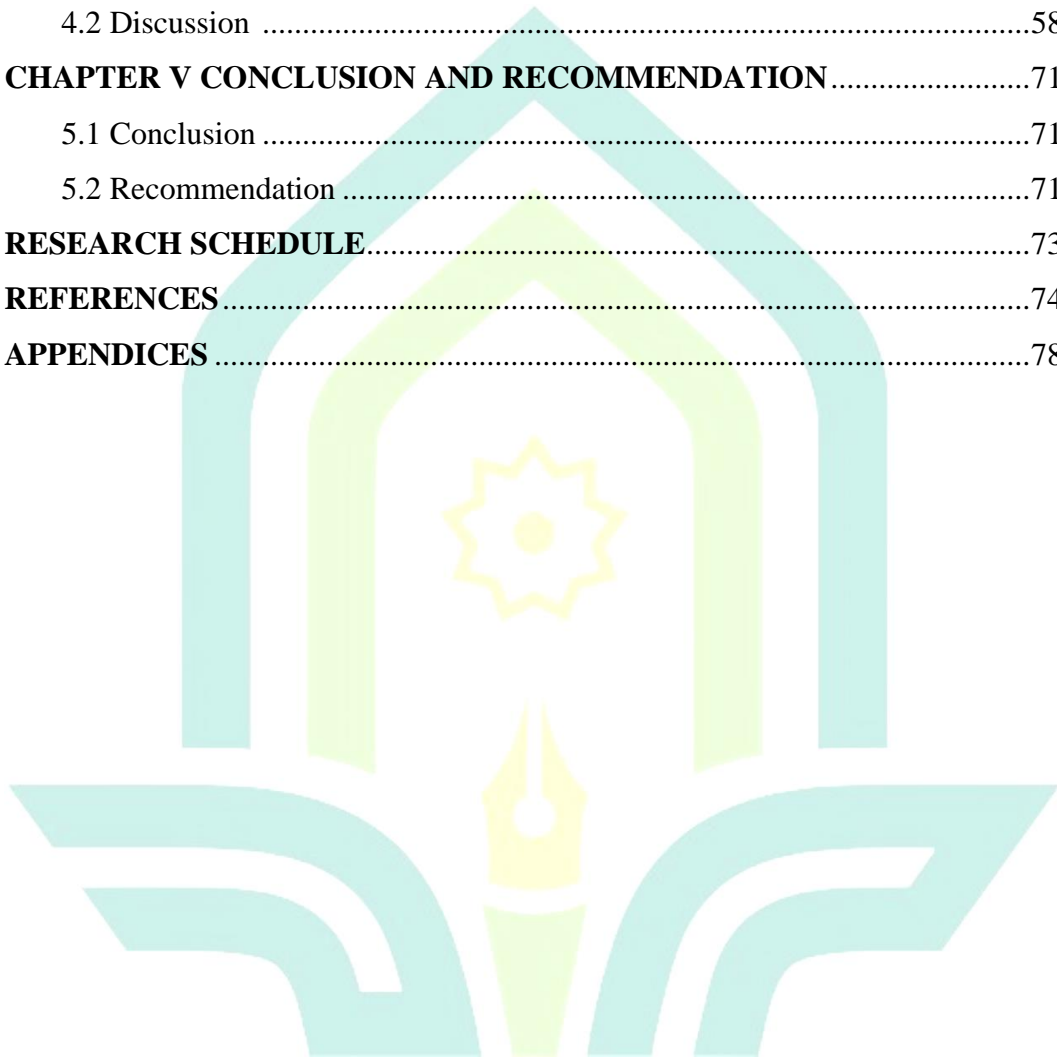 4.2 Discussion ........................................................................................58
CHAPTER V CONCLUSION AND RECOMMENDATION.......................71
5.1 Conclusion ........................................................................................71
5.2 Recommendation ..............................................................................71
RESEARCH SCHEDULE............................................................................73
REFERENCES.............................................................................................74
APPENDICES ..............................................................................................78